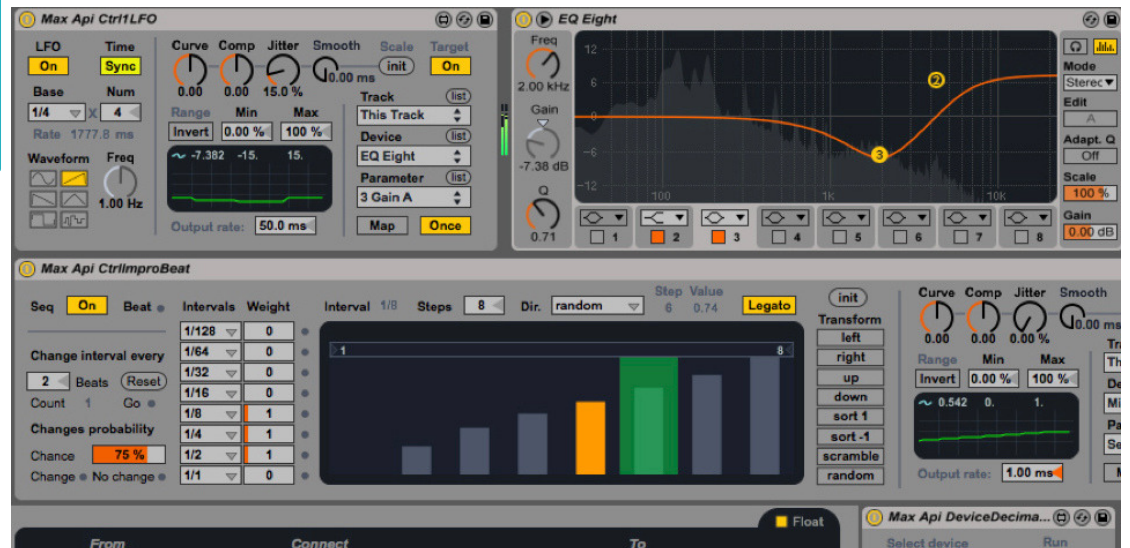 Max Api Ctrl1LFO
LFO Time Curve Comp Jitter Smooth Scale Target
On Sync init On
0.00 0.00 15.0 % 0.00 ms
Base Num
1/4 X 4
Rate 1777.8 ms
Range Min Max
Invert 0.00 % 100 %
Track (list)
This Track
Device (list)
EQ Eight
Parameter (list)
3 Gain A
Waveform Freq
1.00 Hz
-7.382 -15. 15.
Output rate: 50.0 ms
Map Once
EQ Eight
Freq
2.00 kHz
Gain
-7.38 dB
Q
0.71
12
6
0
-6
-12
100 1K 10K
2
3
1 2 3 4 5 6 7 8
Mode
Stereo
Edit
A
Adapt. Q
Off
Scale
100 %
Gain
0.00 dB
Max Api CtrlImproBeat
Seq On Beat Intervals Weight Interval 1/8 Steps 8 Dir. random Step Value Legato
6 0.74
1/128 0
1/64 0
1/32 0
1/16 0
1/8 1
1/4 1
1/2 1
1/1 0
Change interval every
2 Beats Reset
Count 1 Go
Changes probability
Chance 75 %
Change No change
1 8
init
Transform
left
right
up
down
sort 1
sort -1
scramble
random
Curve Comp Jitter Smooth
0.00 0.00 0.00 % 0.00 ms
Range Min Max
Invert 0.00 % 100 %
0.542 0. 1.
Output rate: 1.00 ms
Float
From Connect To
Max Api DeviceDecima...
Select device Run